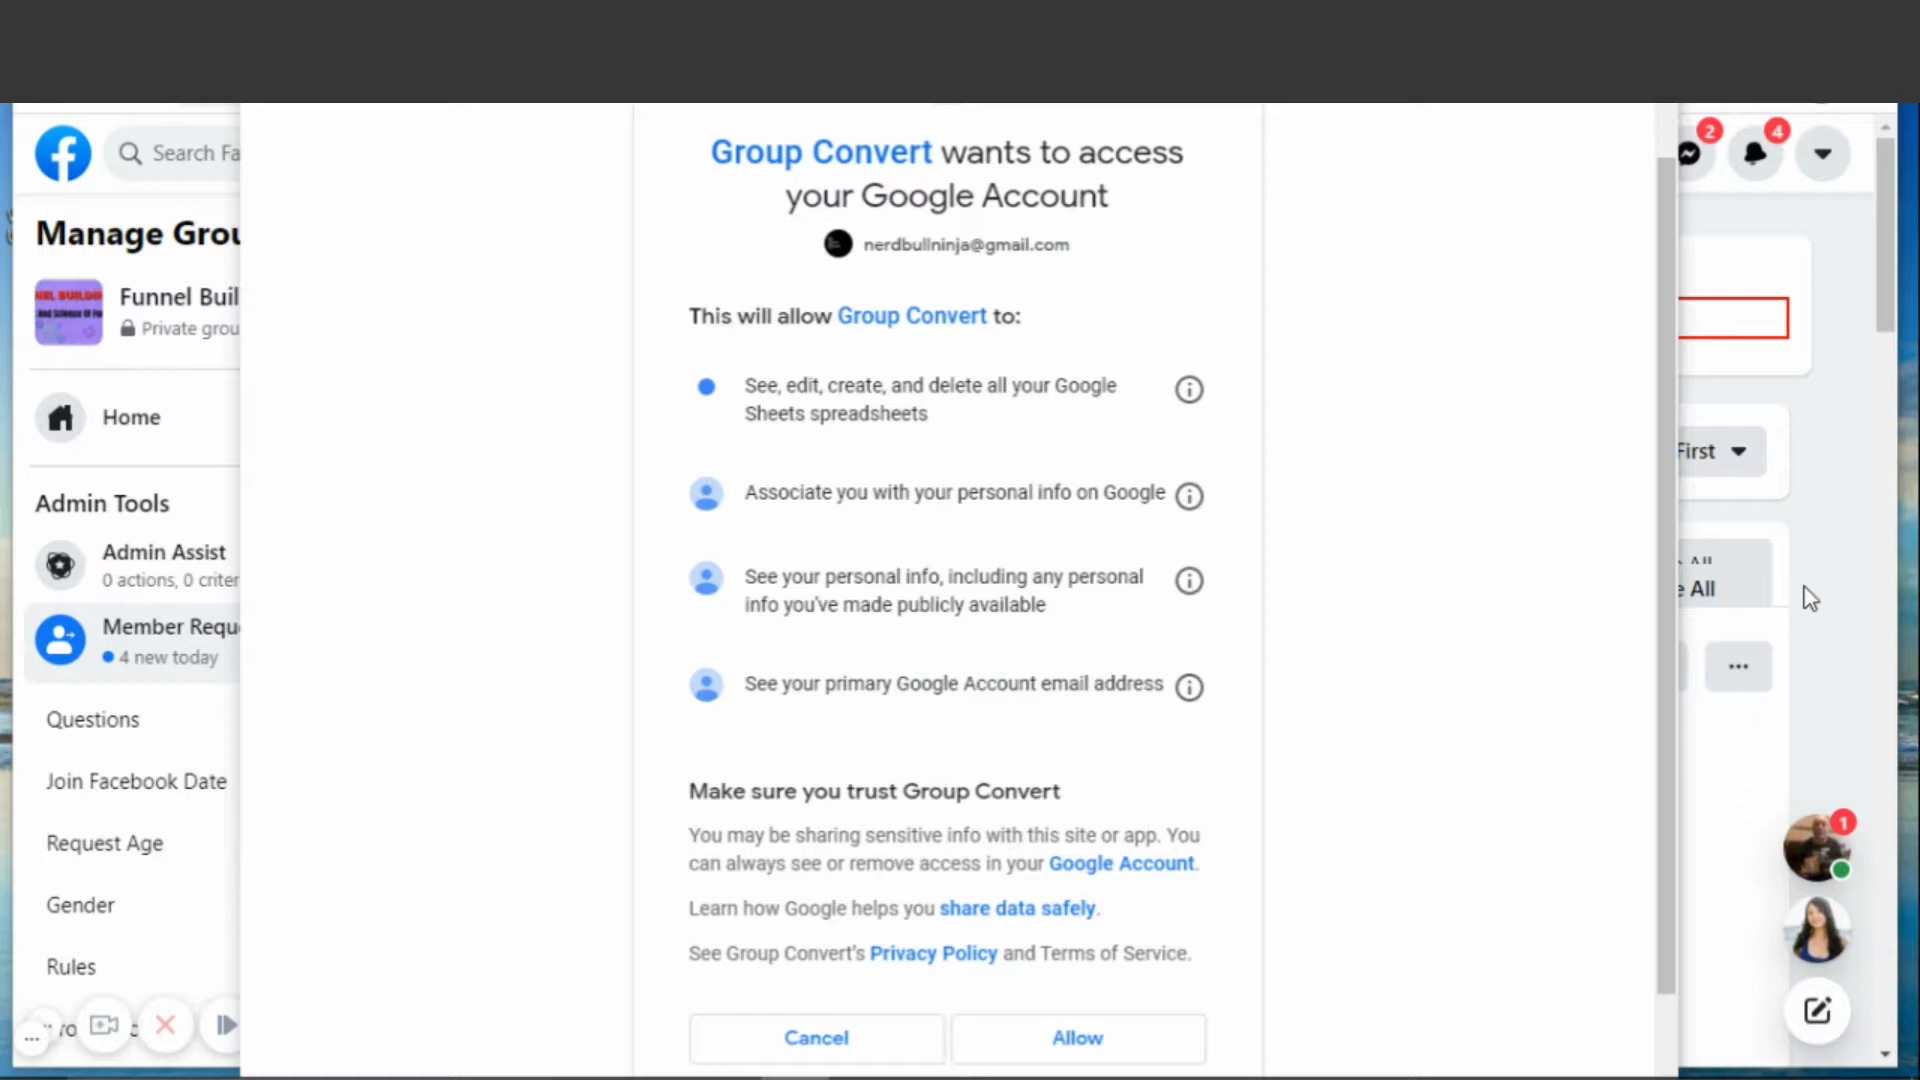 Search Fa
2
4
Manage Grou
Funnel Buil
Private grou
Home
Admin Tools
Admin Assist
0 actions, 0 criter
Member Requ
4 new today
Questions
Join Facebook Date
Request Age
Gender
Rules
Group Convert wants to access
your Google Account
nerdbullninja@gmail.com
This will allow Group Convert to:
See, edit, create, and delete all your Google
Sheets spreadsheets
Associate you with your personal info on Google
See your personal info, including any personal
info you've made publicly available
See your primary Google Account email address
Make sure you trust Group Convert
You may be sharing sensitive info with this site or app. You
can always see or remove access in your Google Account.
Learn how Google helps you share data safely.
See Group Convert's Privacy Policy and Terms of Service.
Cancel
Allow
First
e All
1